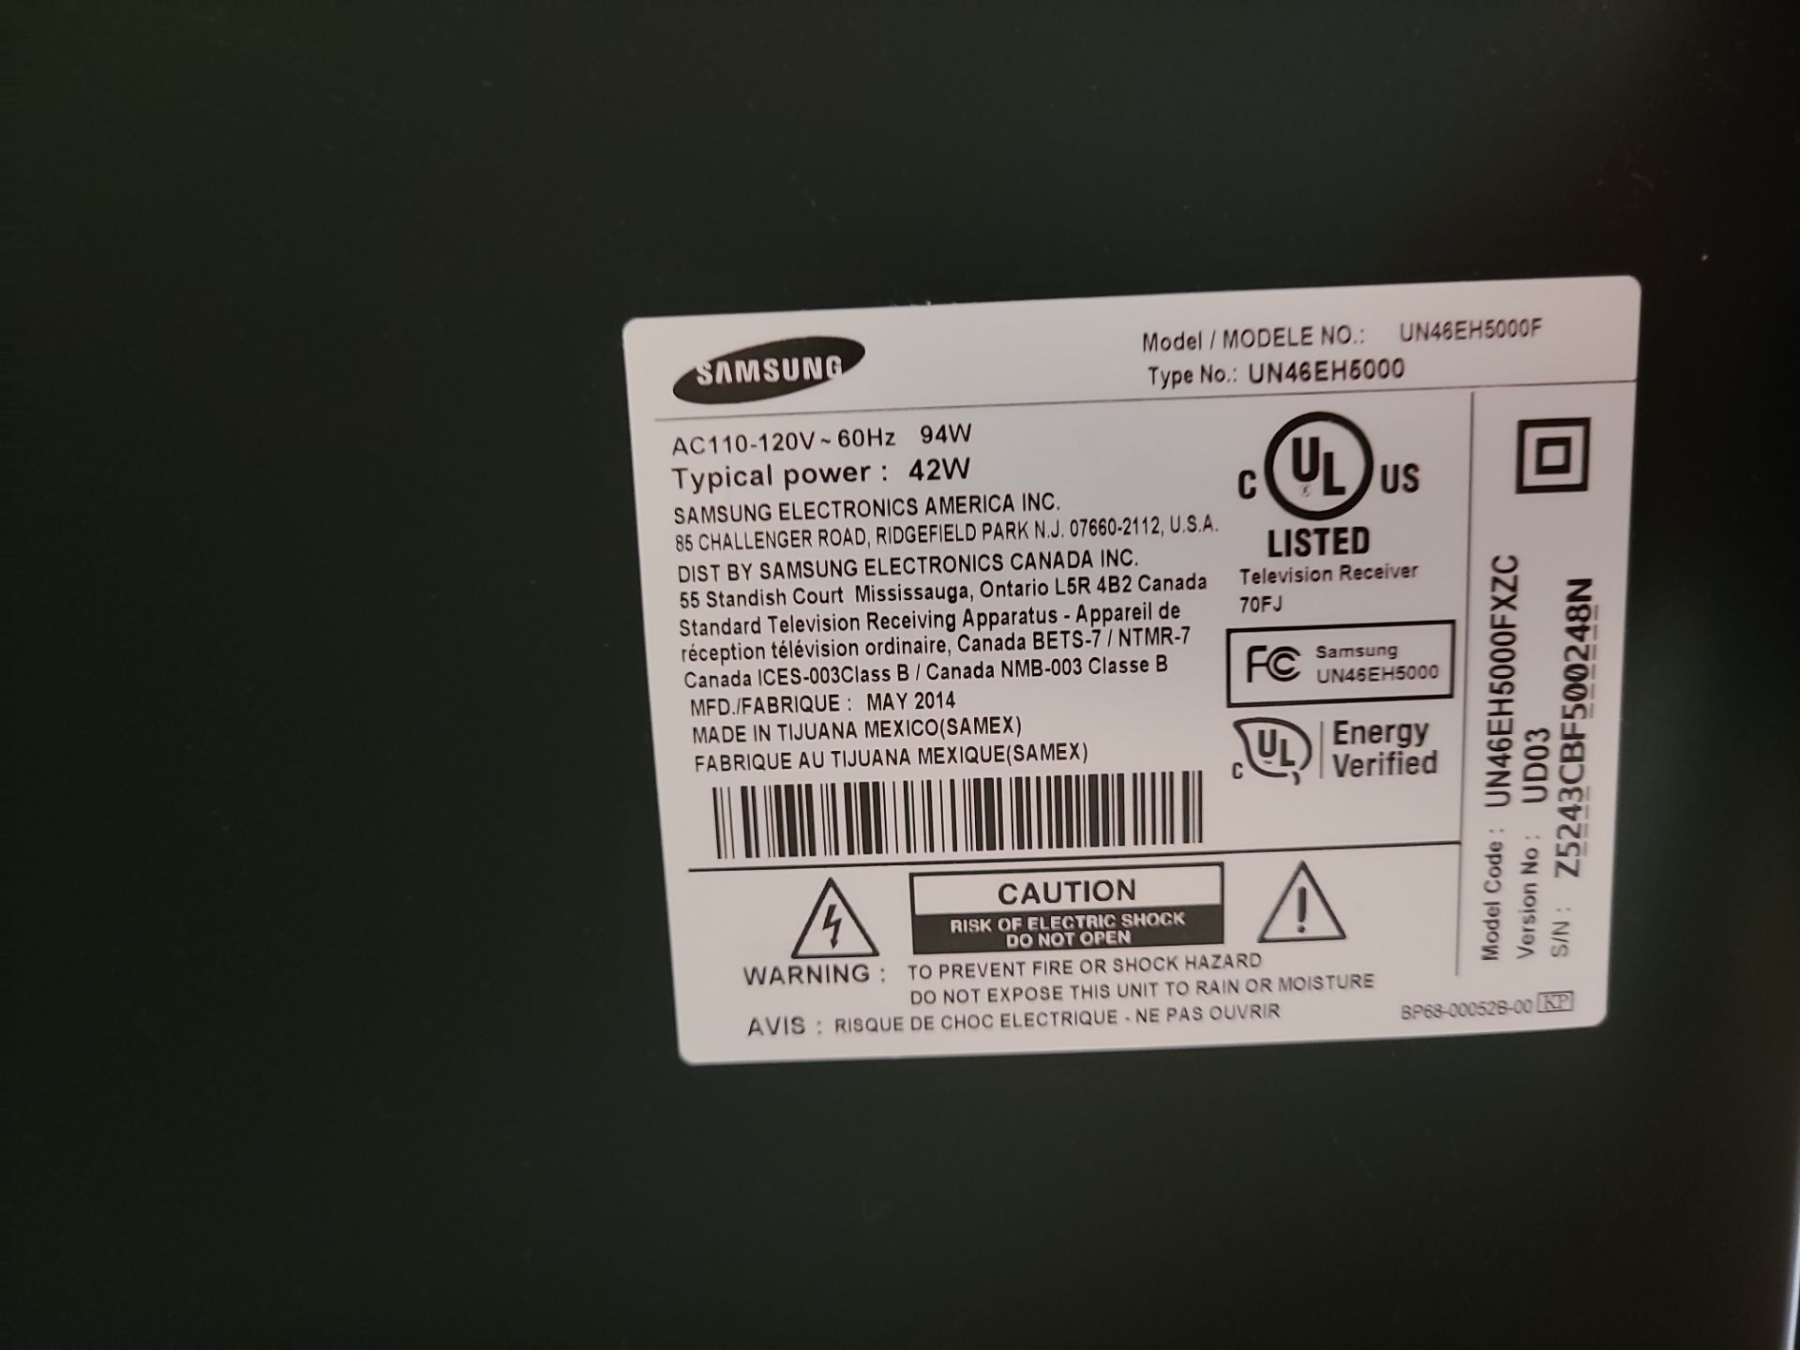 SAMSUNG
Model / MODELE NO.: UN46EH5000F
Type No.: UN46EH5000
AC110-120V ~ 60Hz 94W
Typical power : 42W
SAMSUNG ELECTRONICS AMERICA INC.
85 CHALLENGER ROAD, RIDGEFIELD PARK N.J. 07660-2112, U.S.A.
DIST BY SAMSUNG ELECTRONICS CANADA INC.
55 Standish Court Mississauga, Ontario L5R 4B2 Canada
Standard Television Receiving Apparatus - Appareil de
réception télévision ordinaire, Canada BETS-7 / NTMR-7
Canada ICES-003Class B / Canada NMB-003 Classe B
MFD./FABRIQUE : MAY 2014
MADE IN TIJUANA MEXICO(SAMEX)
FABRIQUE AU TIJUANA MEXIQUE(SAMEX)
C UL US
LISTED
Television Receiver
70FJ
FC Samsung
UN46EH5000
C UL Energy
Verified
CAUTION
RISK OF ELECTRIC SHOCK
DO NOT OPEN
WARNING : TO PREVENT FIRE OR SHOCK HAZARD
DO NOT EXPOSE THIS UNIT TO RAIN OR MOISTURE
AVIS : RISQUE DE CHOC ELECTRIQUE - NE PAS OUVRIR
Model Code : UN46EH5000FXZC
Version No : UD03
S/N : Z5243CBF500248N
BP68-00052B-00 KP